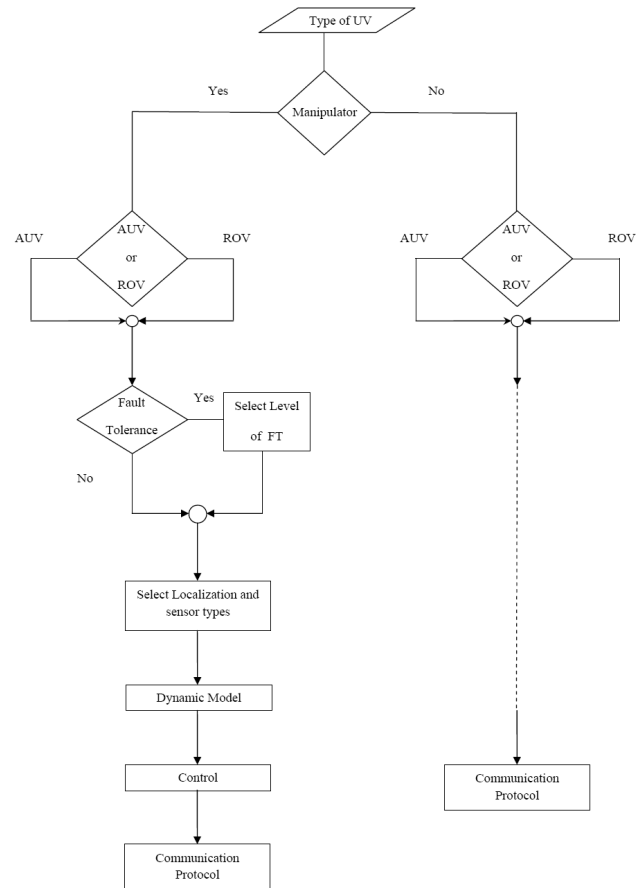 Type of UV
Yes
No
Manipulator
AUV
AUV
or
ROV
ROV
AUV
AUV
or
ROV
ROV
Fault
Tolerance
Yes
Select Level
of FT
No
Select Localization and
sensor types
Dynamic Model
Control
Communication
Protocol
Communication
Protocol